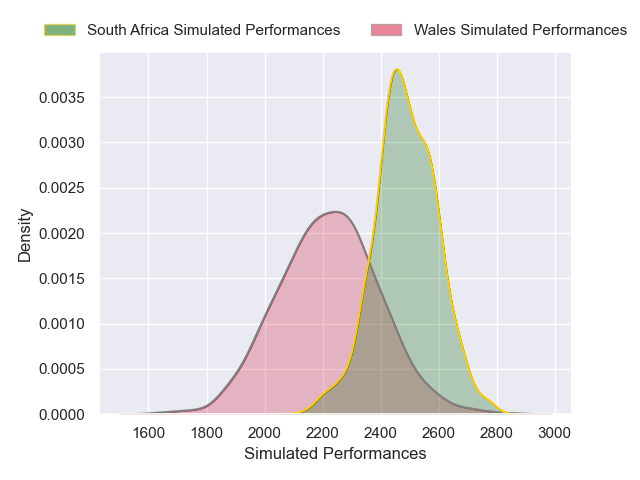 South Africa Simulated Performances
Wales Simulated Performances
0.0035
0.0030
0.0025
0.0020
0.0015
0.0010
0.0005
0.0000
Density
1600 1800 2000 2200 2400 2600 2800 3000
Simulated Performances